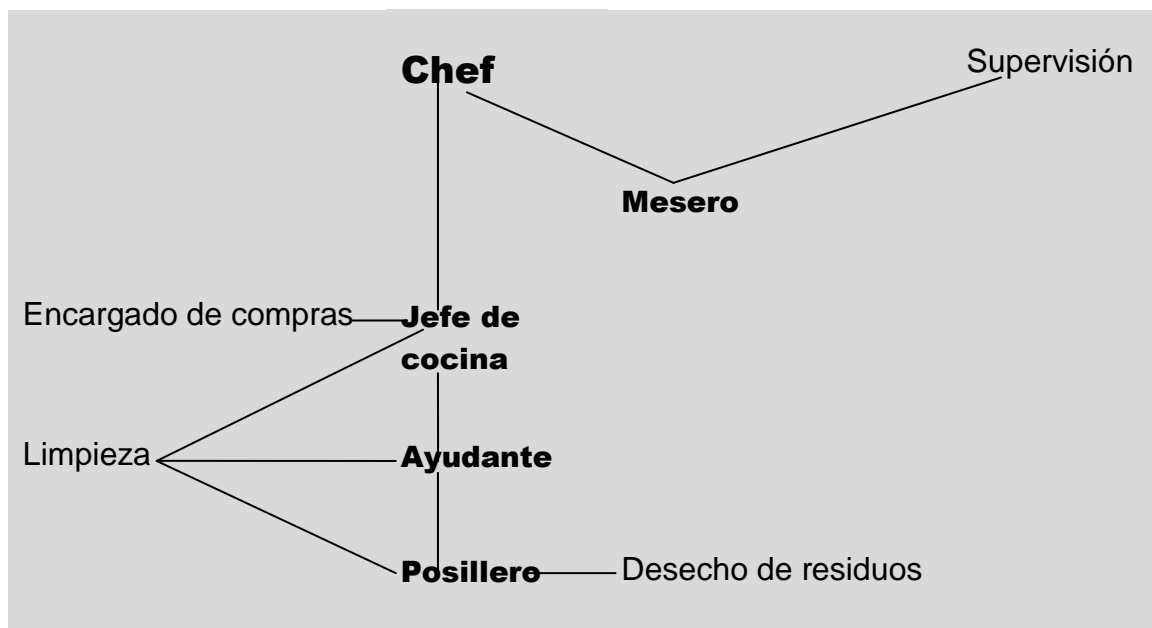 Chef
Supervisión
Mesero
Encargado de compras
Jefe de
cocina
Limpieza
Ayudante
Posillero
Desecho de residuos